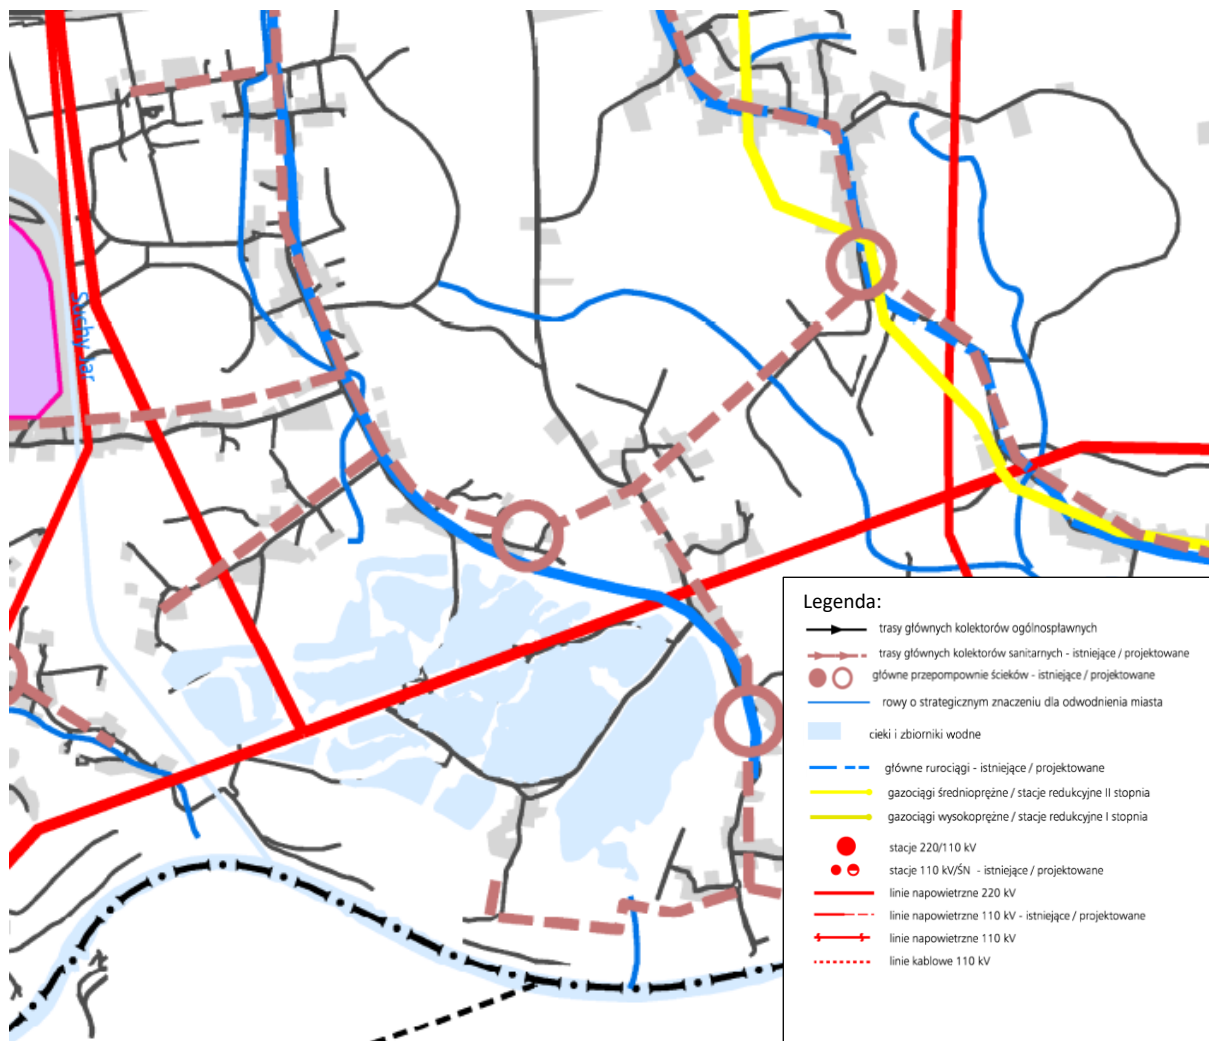 Suchy Jar
Legenda:
trasy głównych kolektorów ogólnospławnych
trasy głównych kolektorów sanitarnych - istniejące / projektowane
główne przepompownie ścieków - istniejące / projektowane
rowy o strategicznym znaczeniu dla odwodnienia miasta
cieki i zbiorniki wodne
główne rurociągi - istniejące / projektowane
gazociągi średnioprężne / stacje redukcyjne II stopnia
gazociągi wysokoprężne / stacje redukcyjne I stopnia
stacje 220/110 kV
stacje 110 kV/ŚN - istniejące / projektowane
linie napowietrzne 220 kV
linie napowietrzne 110 kV - istniejące / projektowane
linie napowietrzne 110 kV
linie kablowe 110 kV